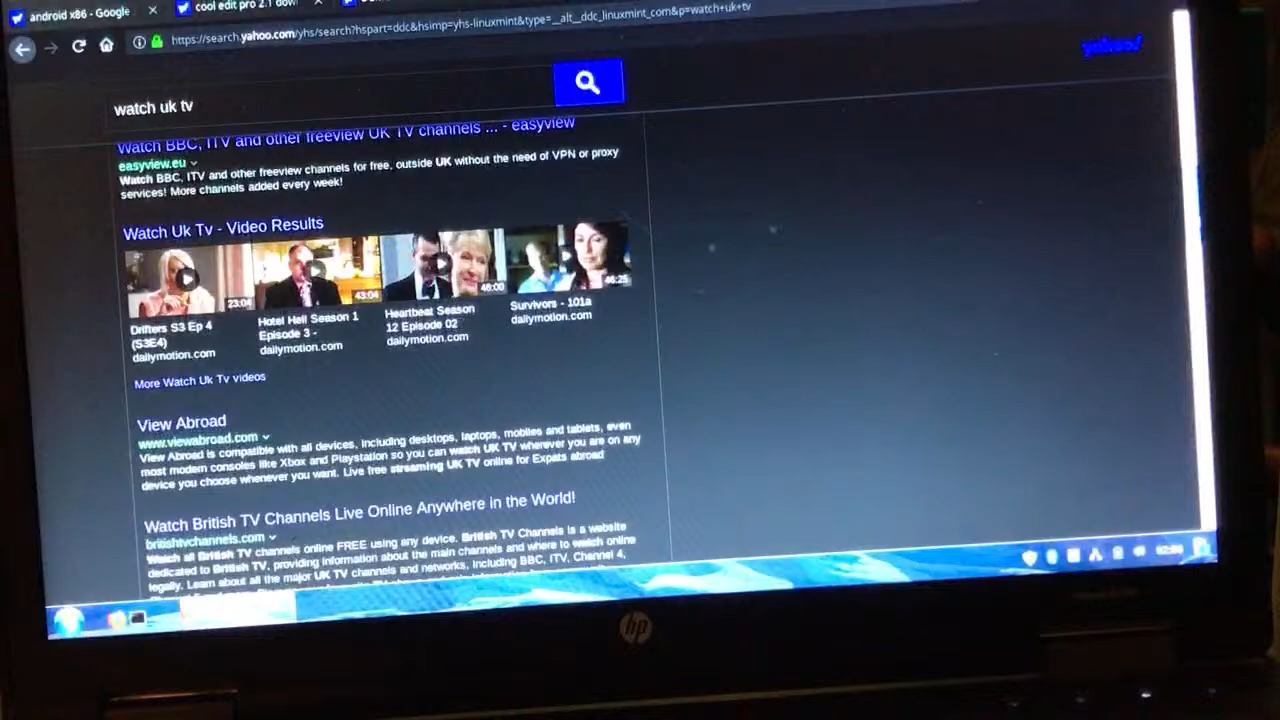 android x86 - Google
cool edit pro 2.1 dow
https://search.yahoo.com/yhs/search?hspart=ddc&hsimp=yhs-linuxmint&type=__alt__ddc_linuxmint_com&p=watch+uk+tv
yahoo!
watch uk tv
Watch BBC, ITV and other freeview UK TV channels ... - easyview
easyview.eu
Watch BBC, ITV and other freeview channels for free, outside UK without the need of VPN or proxy
services! More channels added every week!
Watch Uk Tv - Video Results
23:04
43:04
46:00
46:25
Drifters S3 Ep 4
(S3E4)
dailymotion.com
Hotel Hell Season 1
Episode 3 -
dailymotion.com
Heartbeat Season
12 Episode 02
dailymotion.com
Survivors - 101a
dailymotion.com
More Watch Uk Tv videos
View Abroad
www.viewabroad.com
View Abroad is compatible with all devices, including desktops, laptops, mobiles and tablets, even
most modern consoles like Xbox and Playstation so you can watch UK TV wherever you are on any
device you choose whenever you want. Live free streaming UK TV online for Expats abroad
Watch British TV Channels Live Online Anywhere in the World!
britishtvchannels.com
Watch all British TV channels online FREE using any device. British TV Channels is a website
dedicated to British TV, providing information about the main channels and where to watch online
legally. Learn about all the major UK TV channels and networks, including BBC, ITV, Channel 4,
hp